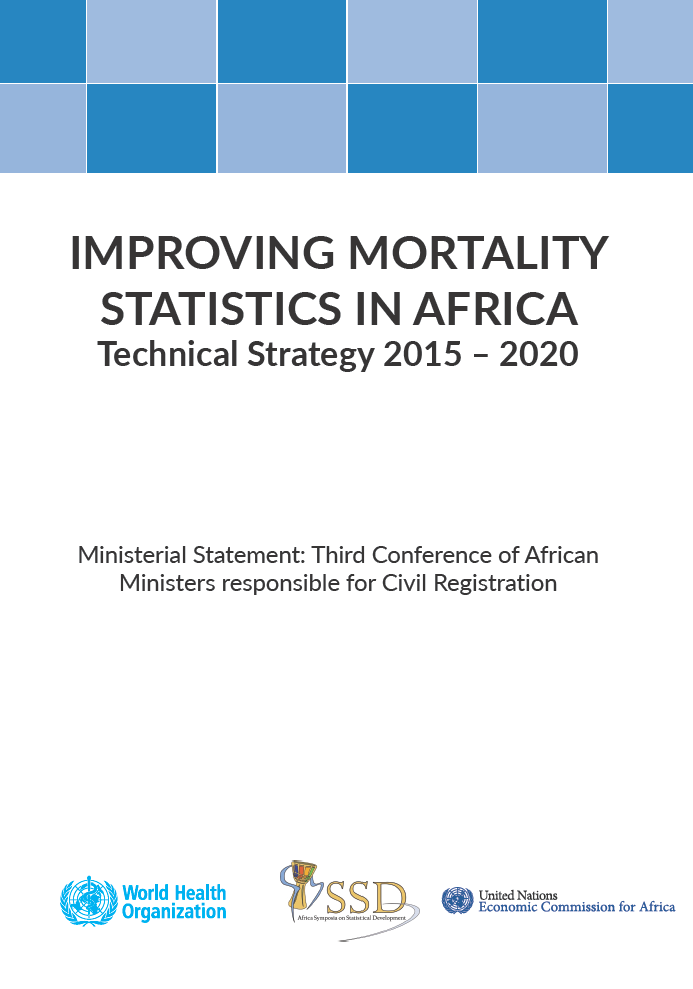 IMPROVING MORTALITY
STATISTICS IN AFRICA
Technical Strategy 2015 – 2020
Ministerial Statement: Third Conference of African
Ministers responsible for Civil Registration
World Health
Organization
SSD
Africa Symposia on Statistical Development
United Nations
Economic Commission for Africa